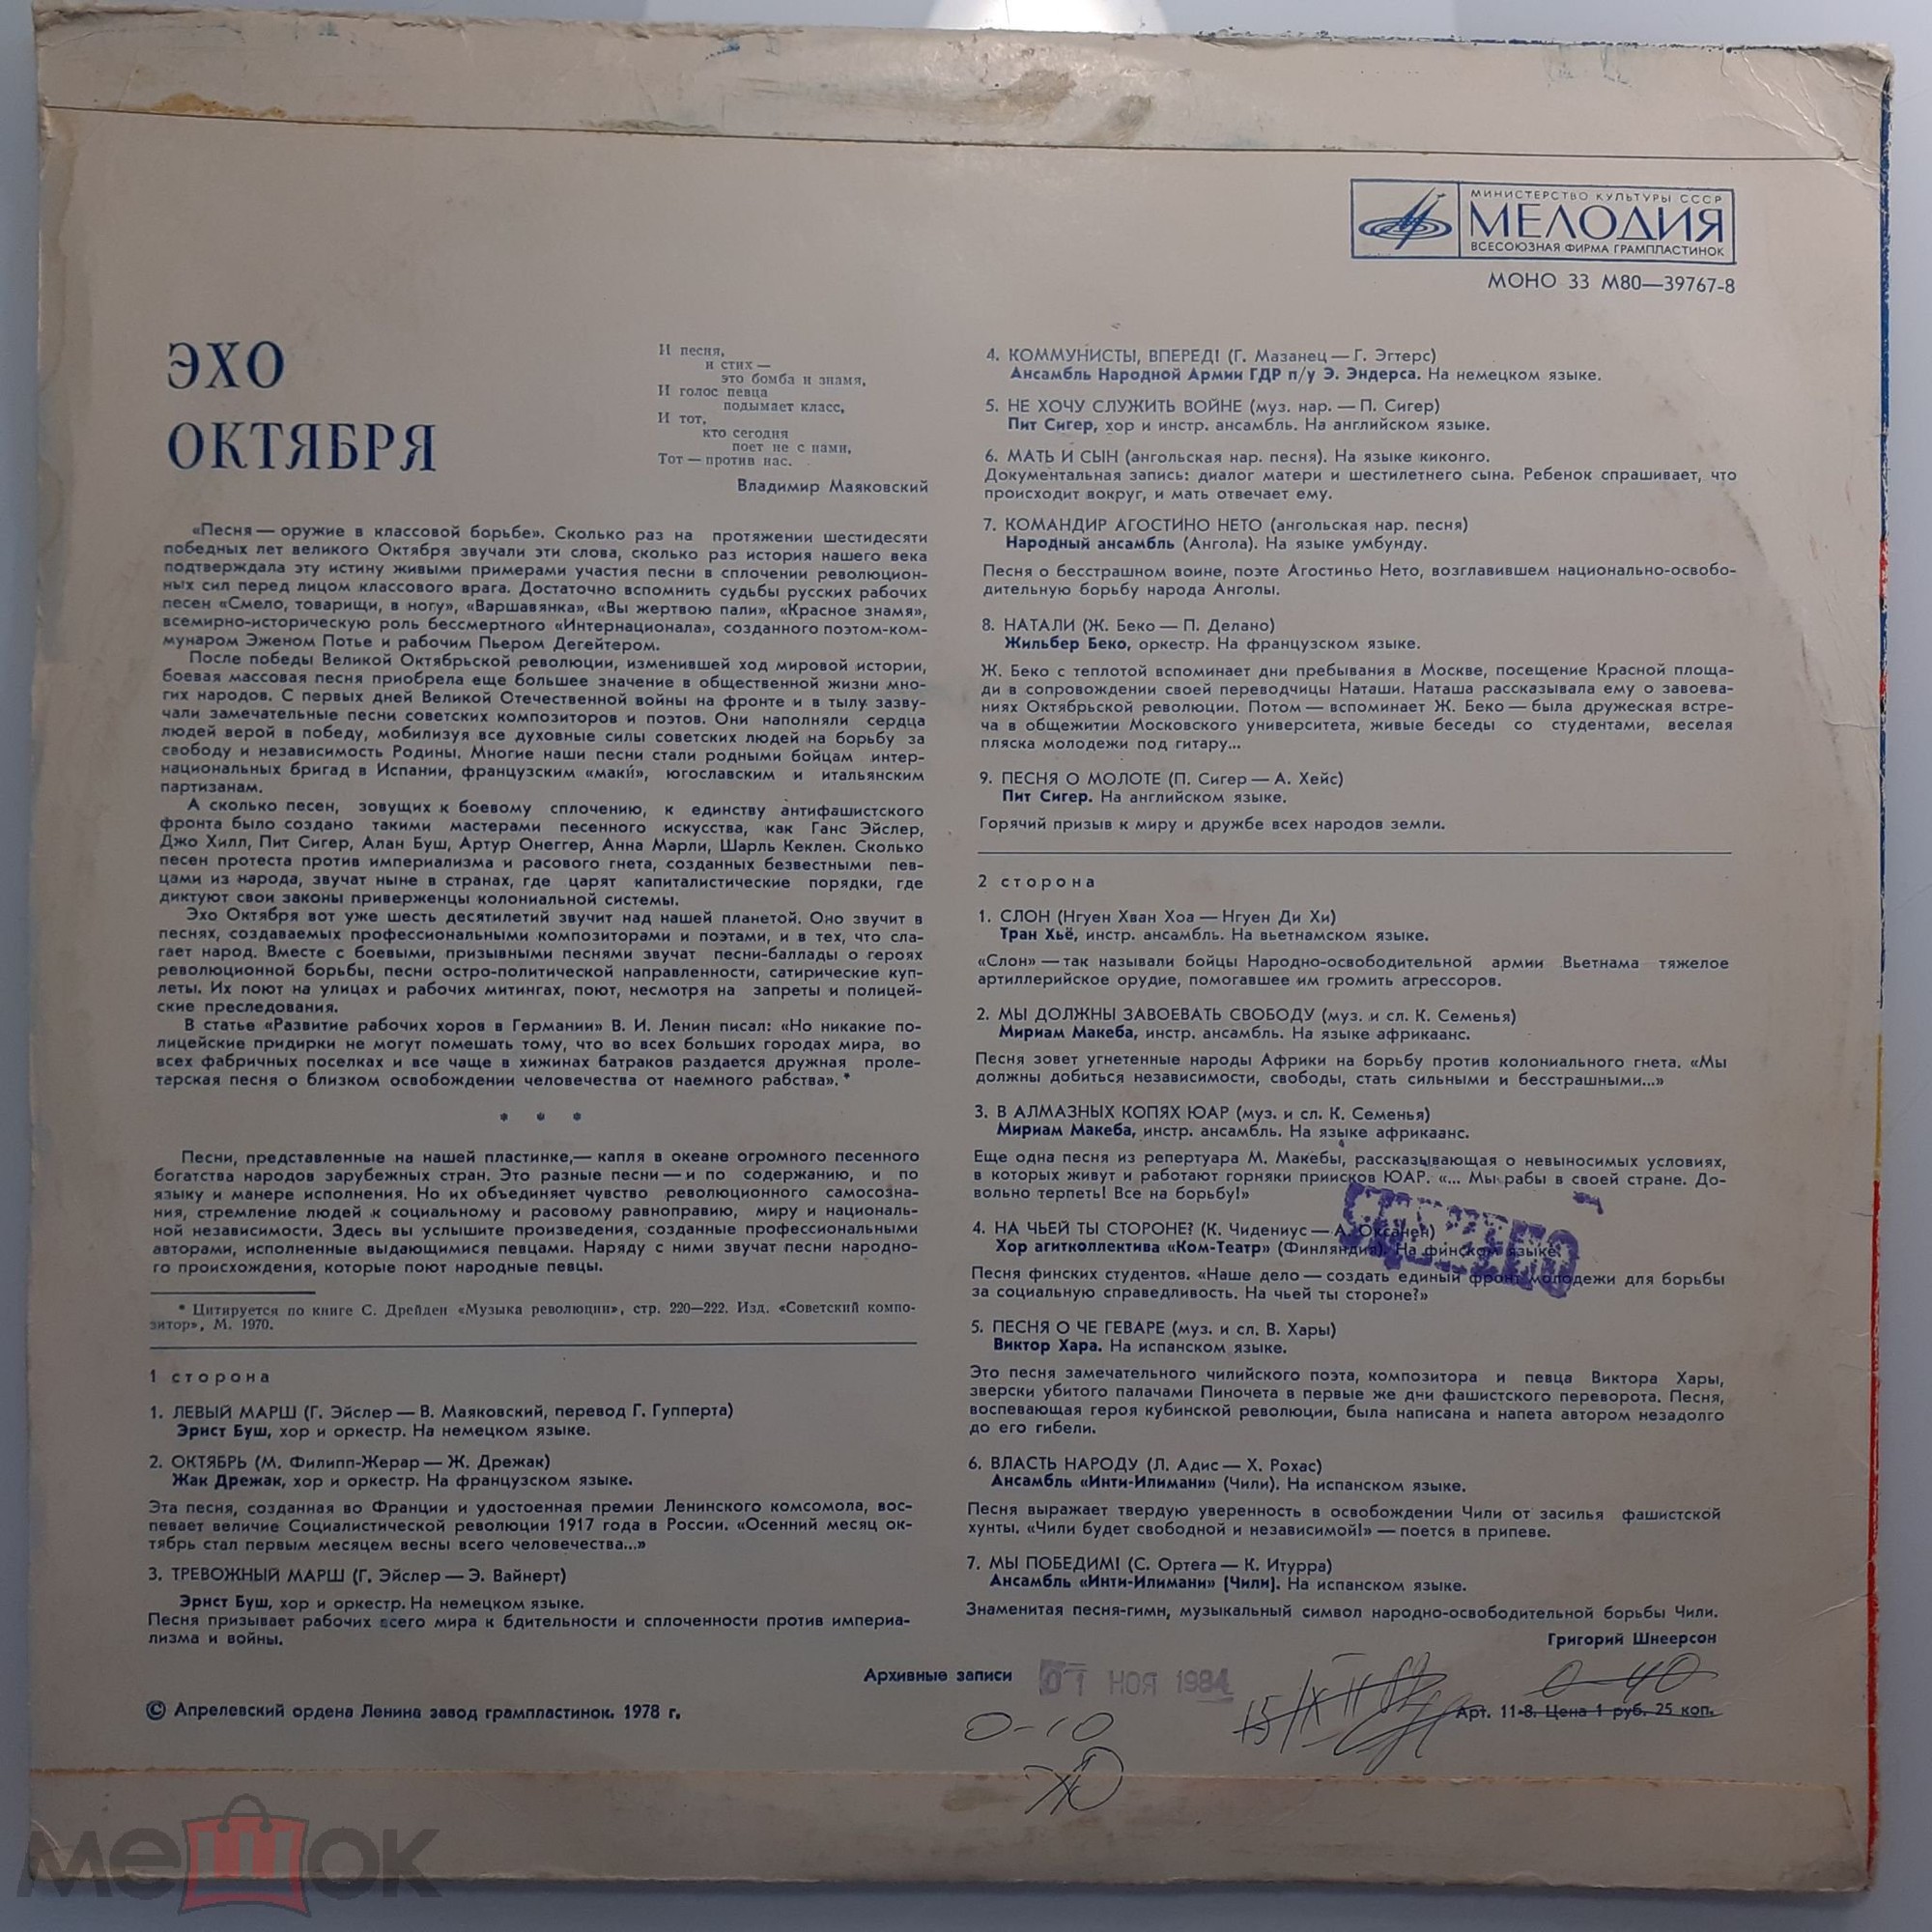 МИНИСТЕРСТВО КУЛЬТУРЫ СССР
МЕЛОДИЯ
ВСЕСОЮЗНАЯ ФИРМА ГРАМПЛАСТИНОК
МОНО 33 М80—39767-8
ЭХО
ОКТЯБРЯ
И песня,
и стих —
это бомба и знамя,
И голос певца
подымает класс,
И тот,
кто сегодня
поет не с нами,
Тот — против нас.
Владимир Маяковский
«Песня — оружие в классовой борьбе». Сколько раз на протяжении шестидесяти
победных лет великого Октября звучали эти слова, сколько раз история нашего века
подтверждала эту истину живыми примерами участия песни в сплочении революцион-
ных сил перед лицом классового врага. Достаточно вспомнить судьбы русских рабочих
песен «Смело, товарищи, в ногу», «Варшавянка», «Вы жертвою пали», «Красное знамя»,
всемирно-историческую роль бессмертного «Интернационала», созданного поэтом-ком-
мунаром Эженом Потье и рабочим Пьером Дегейтером.
После победы Великой Октябрьской революции, изменившей ход мировой истории,
боевая массовая песня приобрела еще большее значение в общественной жизни мно-
гих народов. С первых дней Великой Отечественной войны на фронте и в тылу зазву-
чали замечательные песни советских композиторов и поэтов. Они наполняли сердца
людей верой в победу, мобилизуя все духовные силы советских людей на борьбу за
свободу и независимость Родины. Многие наши песни стали родными бойцам интер-
национальных бригад в Испании, французским «маки́», югославским и итальянским
партизанам.
А сколько песен, зовущих к боевому сплочению, к единству антифашистского
фронта было создано такими мастерами песенного искусства, как Ганс Эйслер,
Джо Хилл, Пит Сигер, Алан Буш, Артур Онеггер, Анна Марли, Шарль Кеклен. Сколько
песен протеста против империализма и расового гнета, созданных безвестными пев-
цами из народа, звучат ныне в странах, где царят капиталистические порядки, где
диктуют свои законы приверженцы колониальной системы.
Эхо Октября вот уже шесть десятилетий звучит над нашей планетой. Оно звучит в
песнях, создаваемых профессиональными композиторами и поэтами, и в тех, что сла-
гает народ. Вместе с боевыми, призывными песнями звучат песни-баллады о героях
революционной борьбы, песни остро-политической направленности, сатирические куп-
леты. Их поют на улицах и рабочих митингах, поют, несмотря на запреты и полицей-
ские преследования.
В статье «Развитие рабочих хоров в Германии» В. И. Ленин писал: «Но никакие по-
лицейские придирки не могут помешать тому, что во всех больших городах мира, во
всех фабричных поселках и все чаще в хижинах батраков раздается дружная проле-
тарская песня о близком освобождении человечества от наемного рабства». *
* * *
Песни, представленные на нашей пластинке,— капля в океане огромного песенного
богатства народов зарубежных стран. Это разные песни — и по содержанию, и по
языку и манере исполнения. Но их объединяет чувство революционного самосозна-
ния, стремление людей к социальному и расовому равноправию, миру и националь-
ной независимости. Здесь вы услышите произведения, созданные профессиональными
авторами, исполненные выдающимися певцами. Наряду с ними звучат песни народно-
го происхождения, которые поют народные певцы.
* Цитируется по книге С. Дрейден «Музыка революции», стр. 220—222. Изд. «Советский компо-
зитор», М. 1970.
1 сторона
1. ЛЕВЫЙ МАРШ (Г. Эйслер — В. Маяковский, перевод Г. Гупперта)
Эрнст Буш, хор и оркестр. На немецком языке.
2. ОКТЯБРЬ (М. Филипп-Жерар — Ж. Дрежак)
Жак Дрежак, хор и оркестр. На французском языке.
Эта песня, созданная во Франции и удостоенная премии Ленинского комсомола, вос-
певает величие Социалистической революции 1917 года в России. «Осенний месяц ок-
тябрь стал первым месяцем весны всего человечества...»
3. ТРЕВОЖНЫЙ МАРШ (Г. Эйслер — Э. Вайнерт)
Эрнст Буш, хор и оркестр. На немецком языке.
Песня призывает рабочих всего мира к бдительности и сплоченности против империа-
лизма и войны.
4. КОММУНИСТЫ, ВПЕРЕД! (Г. Мазанец — Г. Эггерс)
Ансамбль Народной Армии ГДР п/у Э. Эндерса. На немецком языке.
5. НЕ ХОЧУ СЛУЖИТЬ ВОЙНЕ (муз. нар. — П. Сигер)
Пит Сигер, хор и инстр. ансамбль. На английском языке.
6. МАТЬ И СЫН (ангольская нар. песня). На языке киконго.
Документальная запись: диалог матери и шестилетнего сына. Ребенок спрашивает, что
происходит вокруг, и мать отвечает ему.
7. КОМАНДИР АГОСТИНО НЕТО (ангольская нар. песня)
Народный ансамбль (Ангола). На языке умбунду.
Песня о бесстрашном воине, поэте Агостиньо Нето, возглавившем национально-освобо-
дительную борьбу народа Анголы.
8. НАТАЛИ (Ж. Беко — П. Делано)
Жильбер Беко, оркестр. На французском языке.
Ж. Беко с теплотой вспоминает дни пребывания в Москве, посещение Красной площа-
ди в сопровождении своей переводчицы Наташи. Наташа рассказывала ему о завоева-
ниях Октябрьской революции. Потом — вспоминает Ж. Беко — была дружеская встре-
ча в общежитии Московского университета, живые беседы со студентами, веселая
пляска молодежи под гитару...
9. ПЕСНЯ О МОЛОТЕ (П. Сигер — А. Хейс)
Пит Сигер. На английском языке.
Горячий призыв к миру и дружбе всех народов земли.
2 сторона
1. СЛОН (Нгуен Хван Хоа — Нгуен Ди Хи)
Тран Хьё, инстр. ансамбль. На вьетнамском языке.
«Слон» — так называли бойцы Народно-освободительной армии Вьетнама тяжелое
артиллерийское орудие, помогавшее им громить агрессоров.
2. МЫ ДОЛЖНЫ ЗАВОЕВАТЬ СВОБОДУ (муз. и сл. К. Семенья)
Мириам Макеба, инстр. ансамбль. На языке африкаанс.
Песня зовет угнетенные народы Африки на борьбу против колониального гнета. «Мы
должны добиться независимости, свободы, стать сильными и бесстрашными...»
3. В АЛМАЗНЫХ КОПЯХ ЮАР (муз. и сл. К. Семенья)
Мириам Макеба, инстр. ансамбль. На языке африкаанс.
Еще одна песня из репертуара М. Макебы, рассказывающая о невыносимых условиях,
в которых живут и работают горняки приисков ЮАР. «... Мы рабы в своей стране. До-
вольно терпеть! Все на борьбу!»
4. НА ЧЬЕЙ ТЫ СТОРОНЕ? (К. Чидениус — А. Оксанен)
Хор агитколлектива «Ком-Театр» (Финляндия). На финском языке.
Песня финских студентов. «Наше дело — создать единый фронт молодежи для борьбы
за социальную справедливость. На чьей ты стороне?»
5. ПЕСНЯ О ЧЕ ГЕВАРЕ (муз. и сл. В. Хары)
Виктор Хара. На испанском языке.
Это песня замечательного чилийского поэта, композитора и певца Виктора Хары,
зверски убитого палачами Пиночета в первые же дни фашистского переворота. Песня,
воспевающая героя кубинской революции, была написана и напета автором незадолго
до его гибели.
6. ВЛАСТЬ НАРОДУ (Л. Адис — Х. Рохас)
Ансамбль «Инти-Илимани» (Чили). На испанском языке.
Песня выражает твердую уверенность в освобождении Чили от засилья фашистской
хунты. «Чили будет свободной и независимой!» — поется в припеве.
7. МЫ ПОБЕДИМ! (С. Ортега — К. Итурра)
Ансамбль «Инти-Илимани» (Чили). На испанском языке.
Знаменитая песня-гимн, музыкальный символ народно-освободительной борьбы Чили.
Григорий Шнеерсон
Архивные записи
01 НОЯ 1984
0-40
0-10
© Апрелевский ордена Ленина завод грампластинок. 1978 г.
Арт. 11-8. Цена 1 руб. 25 коп.
мешок